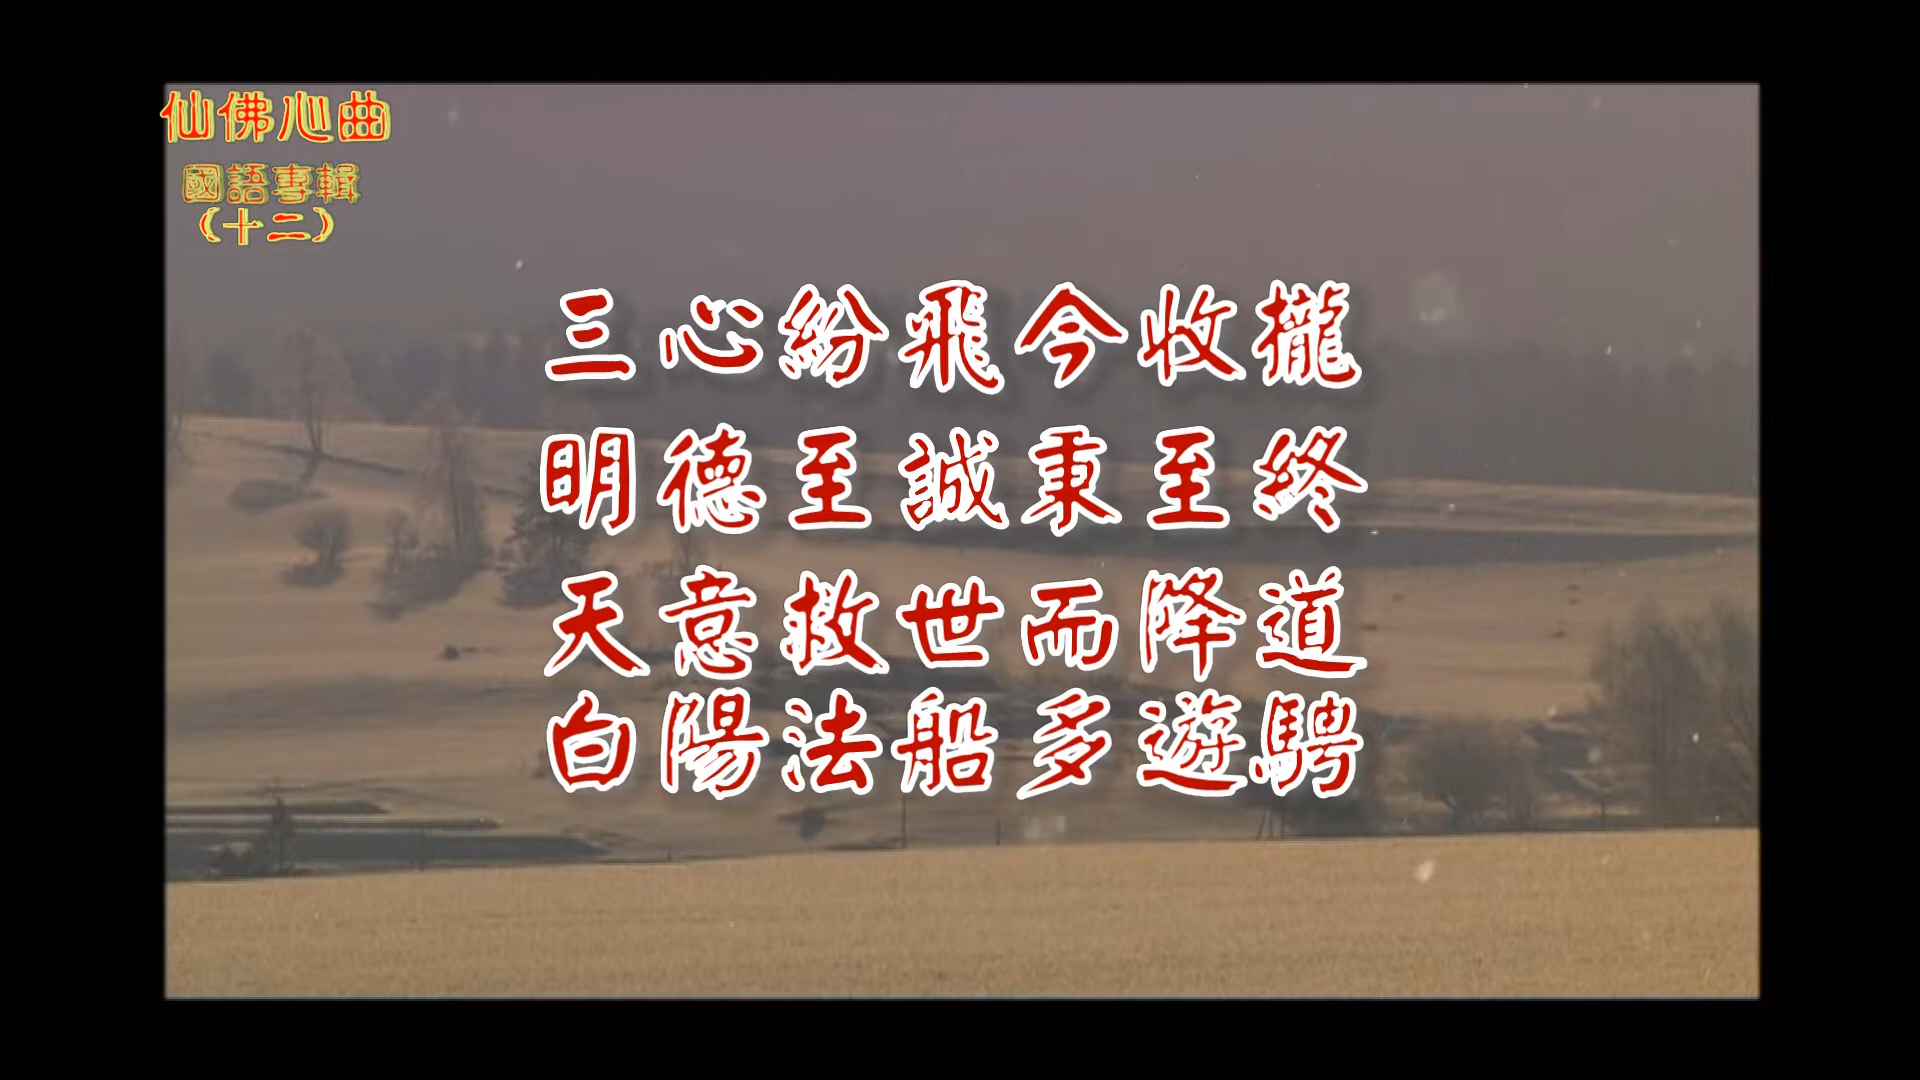 仙佛心曲
國語專輯
（十二）
三心紛飛今收攏
明德至誠秉至終
天意救世而降道
白陽法船多遊騁